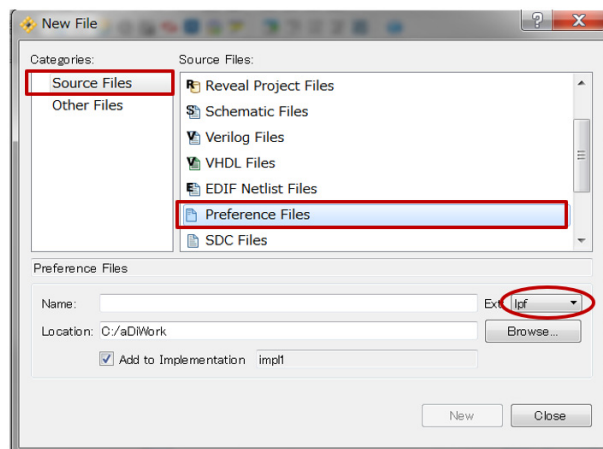 New File
Categories:
Source Files:
Source Files
Other Files
Reveal Project Files
Schematic Files
Verilog Files
VHDL Files
EDIF Netlist Files
Preference Files
SDC Files
Preference Files
Name:
Ext:
lpf
Location: C:/aDiWork
Browse...
Add to Implementation impl1
New
Close